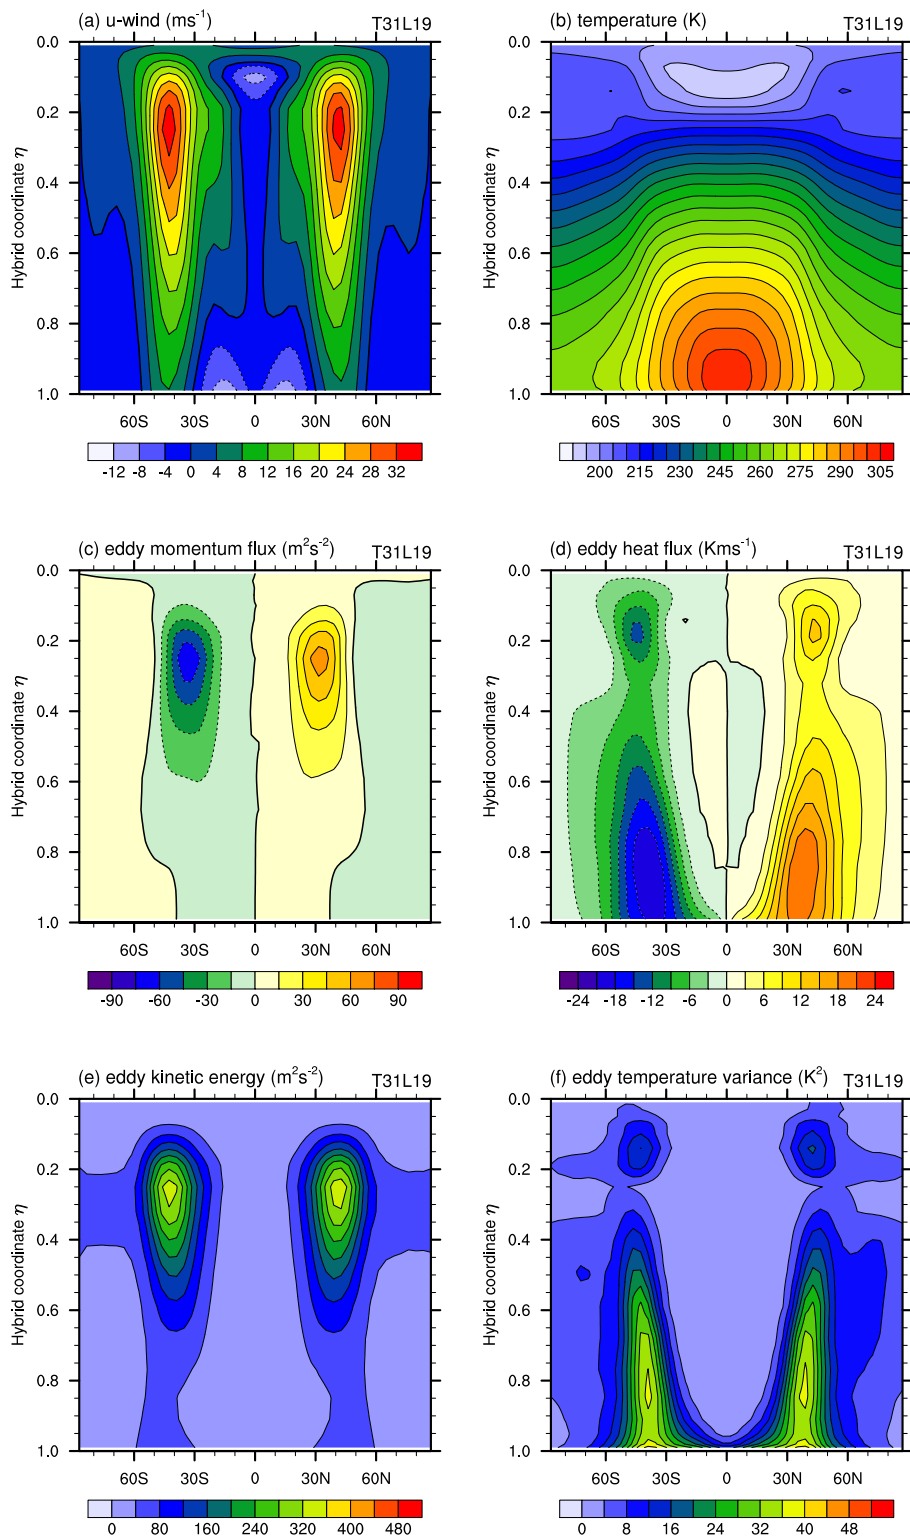 (a) u-wind (ms⁻¹) T31L19
(b) temperature (K) T31L19
0.0
0.2
0.4
0.6
0.8
1.0
Hybrid coordinate η
60S 30S 0 30N 60N
-12 -8 -4 0 4 8 12 16 20 24 28 32
0.0
0.2
0.4
0.6
0.8
1.0
Hybrid coordinate η
60S 30S 0 30N 60N
200 215 230 245 260 275 290 305
(c) eddy momentum flux (m²s⁻²) T31L19
(d) eddy heat flux (Kms⁻¹) T31L19
0.0
0.2
0.4
0.6
0.8
1.0
Hybrid coordinate η
60S 30S 0 30N 60N
-90 -60 -30 0 30 60 90
0.0
0.2
0.4
0.6
0.8
1.0
Hybrid coordinate η
60S 30S 0 30N 60N
-24 -18 -12 -6 0 6 12 18 24
(e) eddy kinetic energy (m²s⁻²) T31L19
(f) eddy temperature variance (K²) T31L19
0.0
0.2
0.4
0.6
0.8
1.0
Hybrid coordinate η
60S 30S 0 30N 60N
0 80 160 240 320 400 480
0.0
0.2
0.4
0.6
0.8
1.0
Hybrid coordinate η
60S 30S 0 30N 60N
0 8 16 24 32 40 48